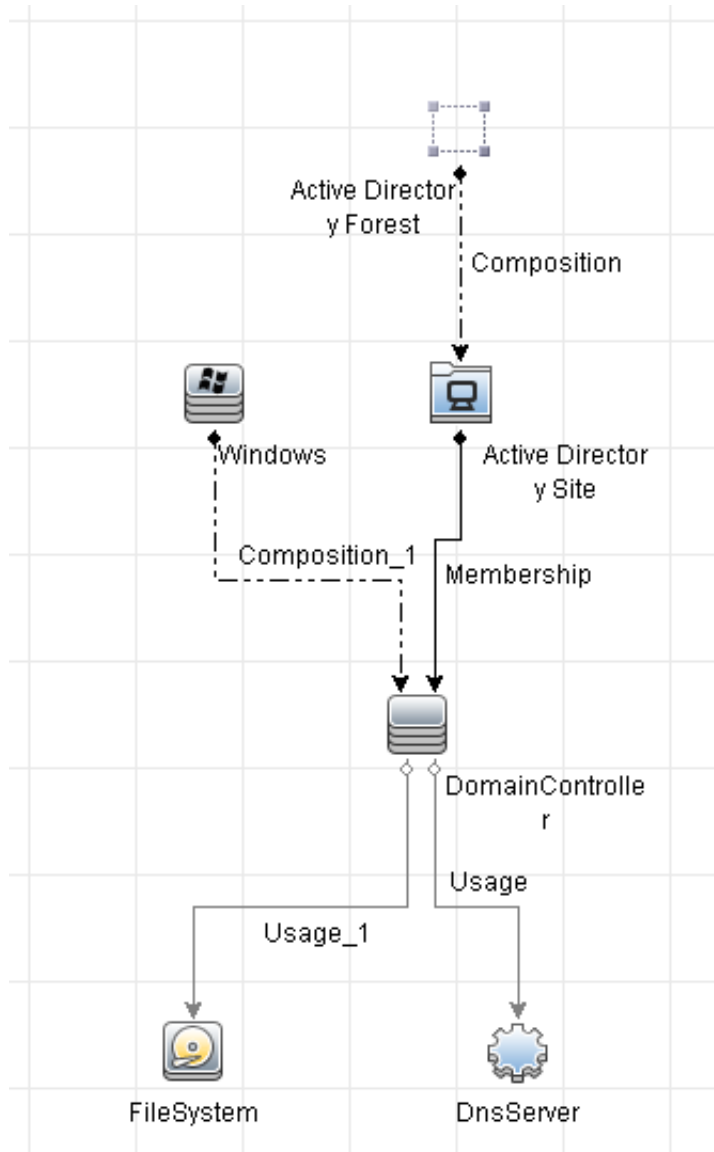 Active Director
y Forest
Composition
Windows
Active Director
y Site
Composition_1
Membership
DomainControlle
r
Usage
Usage_1
FileSystem
DnsServer